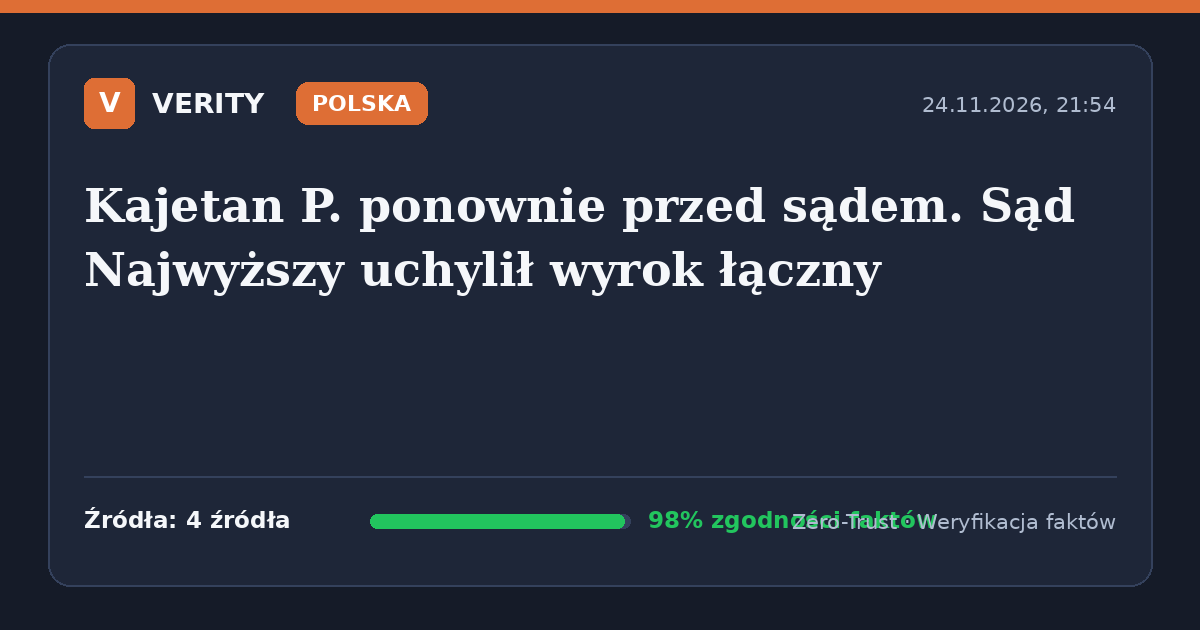 V VERITY POLSKA 24.11.2026, 21:54
Kajetan P. ponownie przed sądem. Sąd
Najwyższy uchylił wyrok łączny
Źródła: 4 źródła 98% zgodności faktów Zero-Trust · Weryfikacja faktów